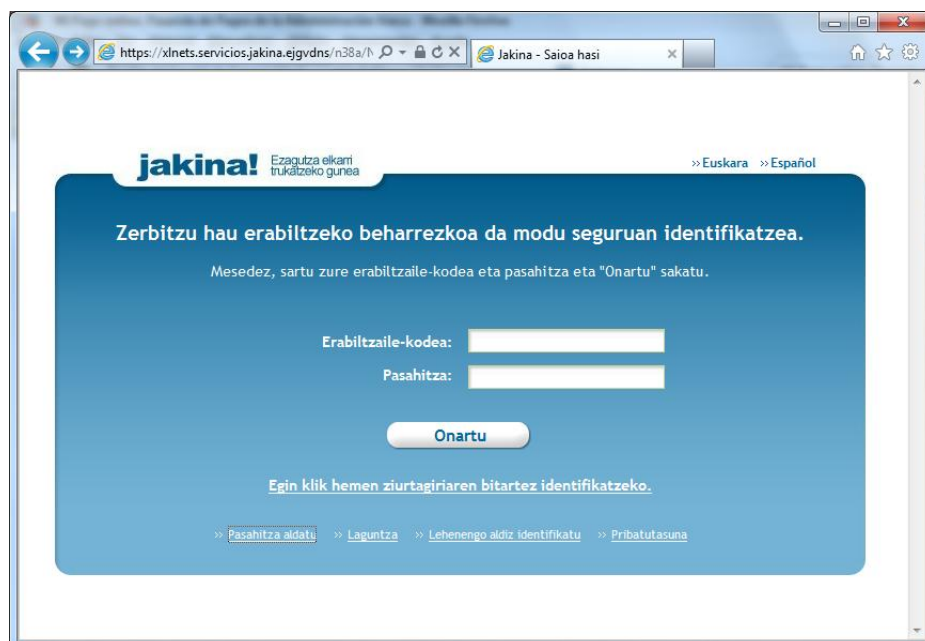 https://xlnets.servicios.jakina.ejgvdns/n38a/
Jakina - Saioa hasi
jakina!
Ezagutza elkarri
trukatzeko gunea
» Euskara » Español
Zerbitzu hau erabiltzeko beharrezkoa da modu seguruan identifikatzea.
Mesedez, sartu zure erabiltzaile-kodea eta pasahitza eta "Onartu" sakatu.
Erabiltzaile-kodea:
Pasahitza:
Onartu
Egin klik hemen ziurtagiriaren bitartez identifikatzeko.
» Pasahitza aldatu » Laguntza » Lehenengo aldiz identifikatu » Pribatutasuna